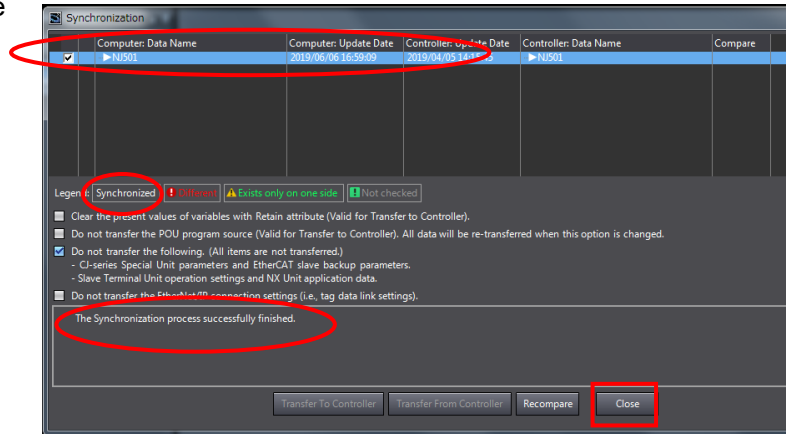 e
Synchronization
Computer: Data Name Computer: Update Date Controller: Update Date Controller: Data Name Compare
▶NJ501 2019/06/06 16:59:09 2019/04/05 ▶NJ501
Legend: Synchronized Different Exists only on one side Not checked
Clear the present values of variables with Retain attribute (Valid for Transfer to Controller).
Do not transfer the POU program source (Valid for Transfer to Controller). All data will be re-transferred when this option is changed.
Do not transfer the following. (All items are not transferred.)
- CJ-series Special Unit parameters and EtherCAT slave backup parameters.
- Slave Terminal Unit operation settings and NX Unit application data.
Do not transfer the EtherNet/IP connection settings (i.e., tag data link settings).
The Synchronization process successfully finished.
Transfer To Controller Transfer From Controller Recompare Close